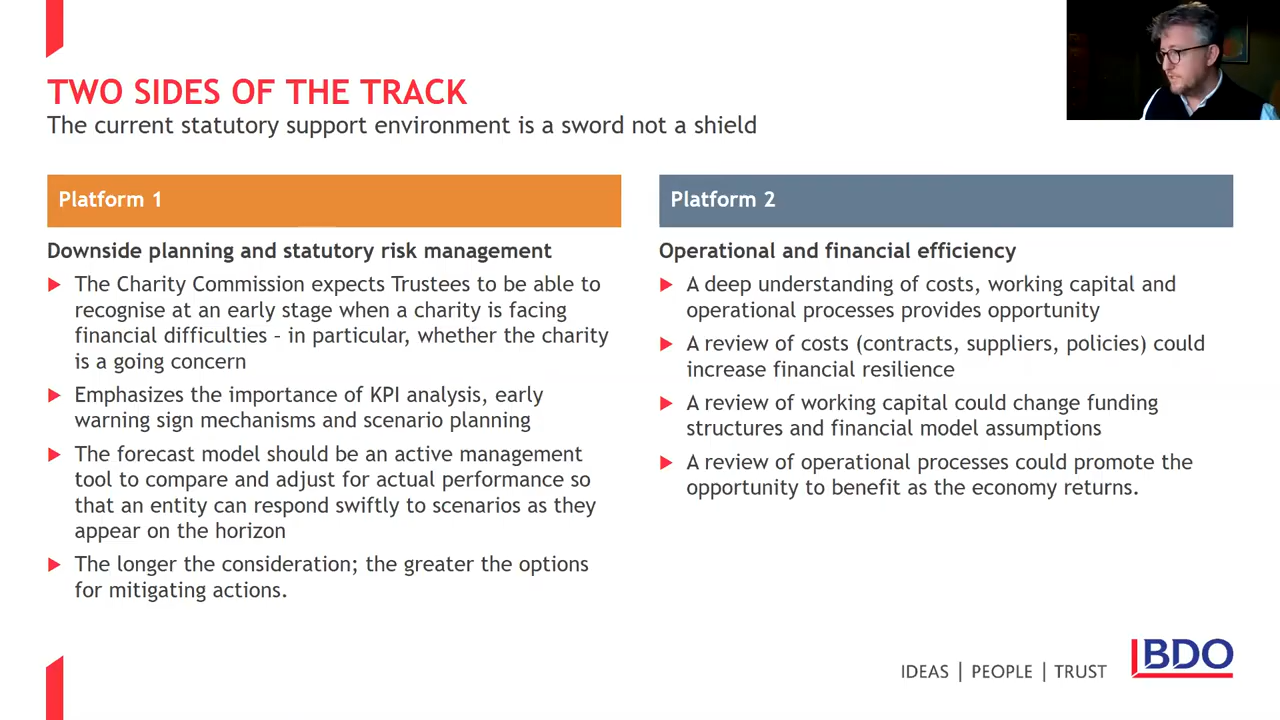 TWO SIDES OF THE TRACK
The current statutory support environment is a sword not a shield
Platform 1
Downside planning and statutory risk management
The Charity Commission expects Trustees to be able to
recognise at an early stage when a charity is facing
financial difficulties – in particular, whether the charity
is a going concern
Emphasizes the importance of KPI analysis, early
warning sign mechanisms and scenario planning
The forecast model should be an active management
tool to compare and adjust for actual performance so
that an entity can respond swiftly to scenarios as they
appear on the horizon
The longer the consideration; the greater the options
for mitigating actions.
Platform 2
Operational and financial efficiency
A deep understanding of costs, working capital and
operational processes provides opportunity
A review of costs (contracts, suppliers, policies) could
increase financial resilience
A review of working capital could change funding
structures and financial model assumptions
A review of operational processes could promote the
opportunity to benefit as the economy returns.
IDEAS | PEOPLE | TRUST
BDO